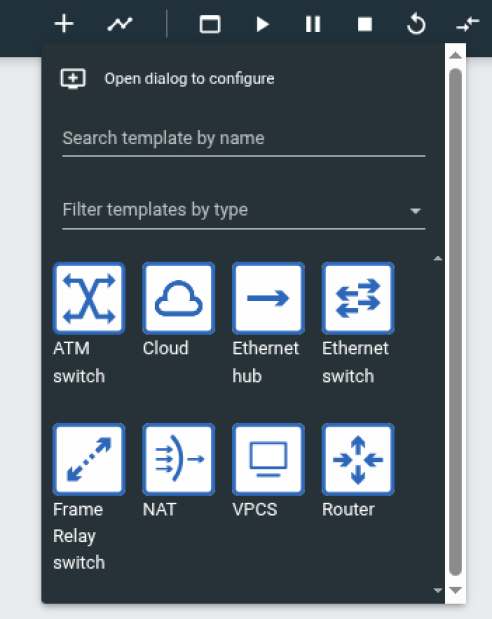 Open dialog to configure
Search template by name
Filter templates by type
ATM Cloud Ethernet Ethernet
switch hub switch
Frame NAT VPCS Router
Relay
switch